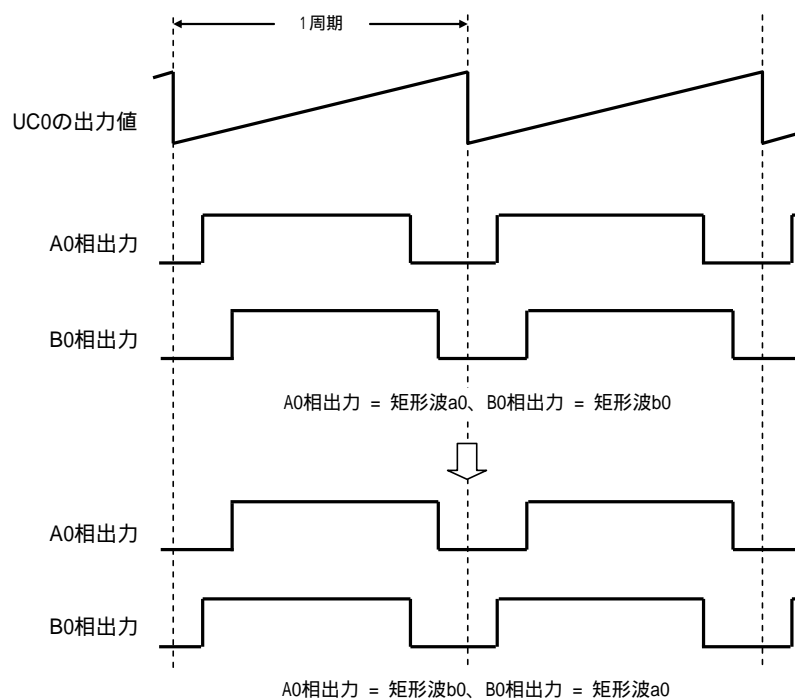 1周期
UC0の出力値
A0相出力
B0相出力
A0相出力 = 矩形波a0、B0相出力 = 矩形波b0
A0相出力
B0相出力
A0相出力 = 矩形波b0、B0相出力 = 矩形波a0